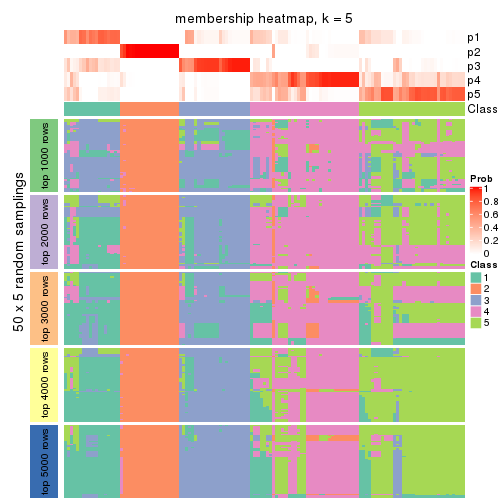 membership heatmap, k = 5
p1
p2
p3
p4
p5
Class
50 x 5 random samplings
top 1000 rows
top 2000 rows
top 3000 rows
top 4000 rows
top 5000 rows
Prob
1
0.8
0.6
0.4
0.2
0
Class
1
2
3
4
5